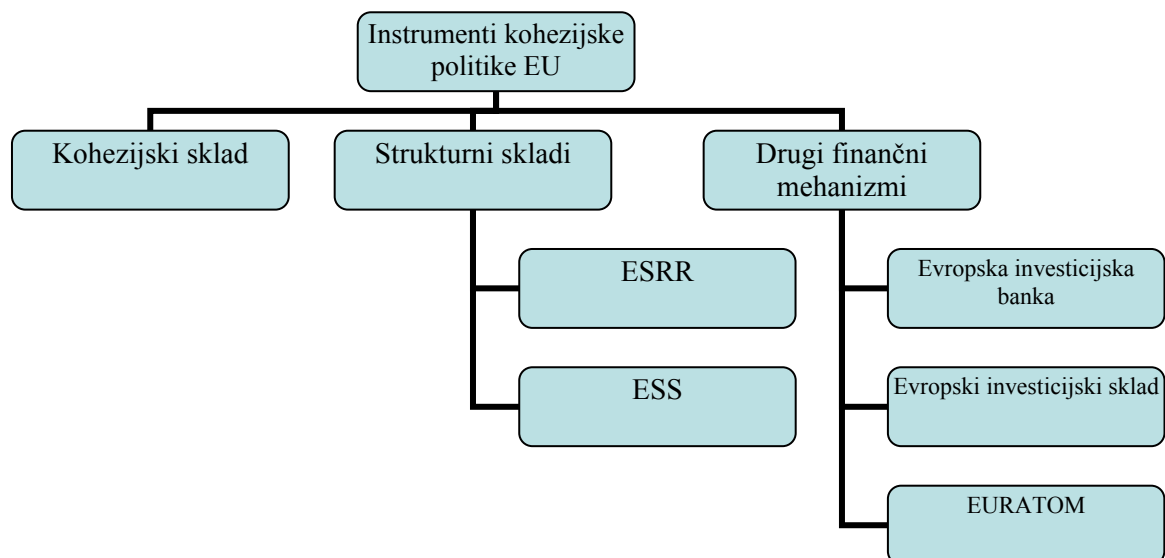 Instrumenti kohezijske
politike EU
Kohezijski sklad
Strukturni skladi
Drugi finančni
mehanizmi
ESRR
ESS
Evropska investicijska
banka
Evropski investicijski sklad
EURATOM